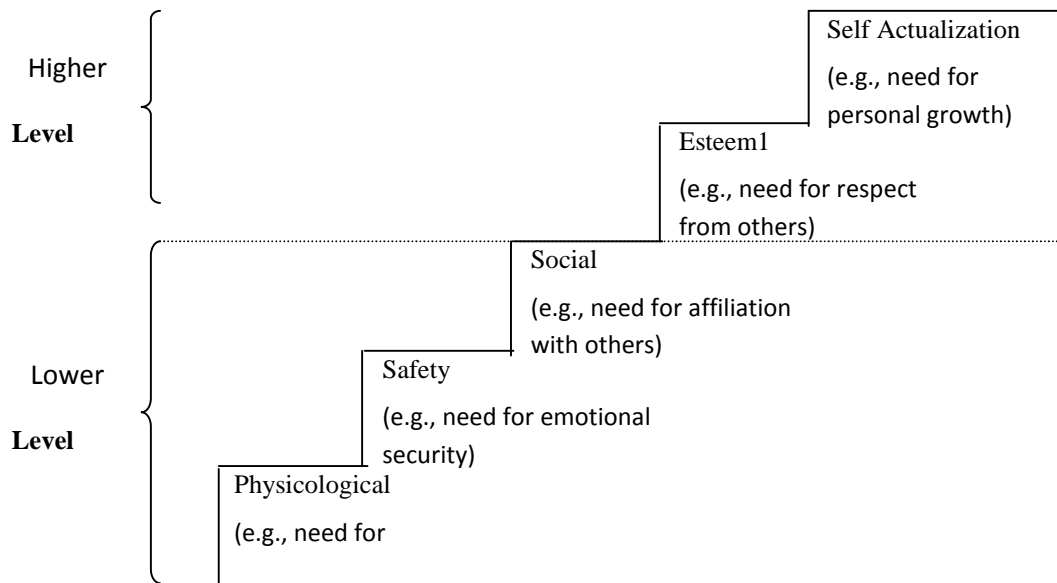 Self Actualization
Higher
(e.g., need for
personal growth)
Level
Esteem1
(e.g., need for respect
from others)
Social
(e.g., need for affiliation
with others)
Lower
Safety
(e.g., need for emotional
security)
Level
Physicological
(e.g., need for